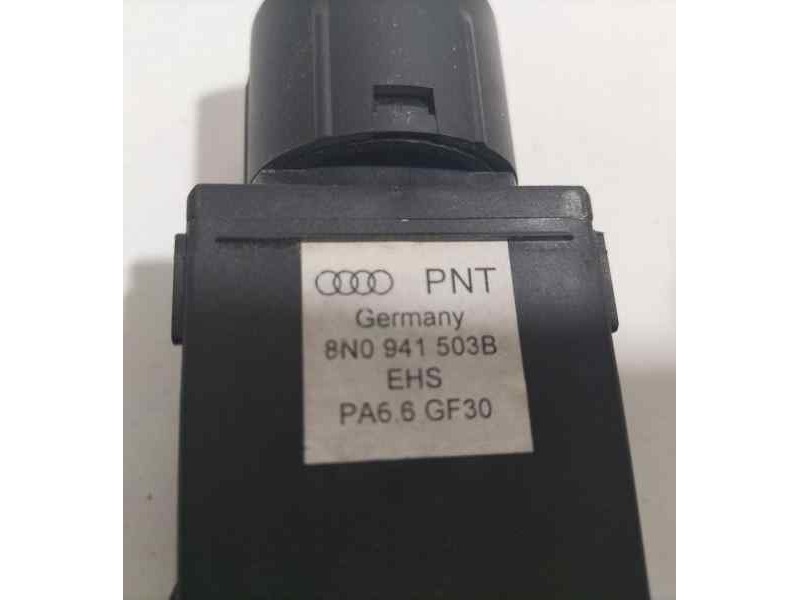 PNT
Germany
8N0 941 503B
EHS
PA6.6 GF30